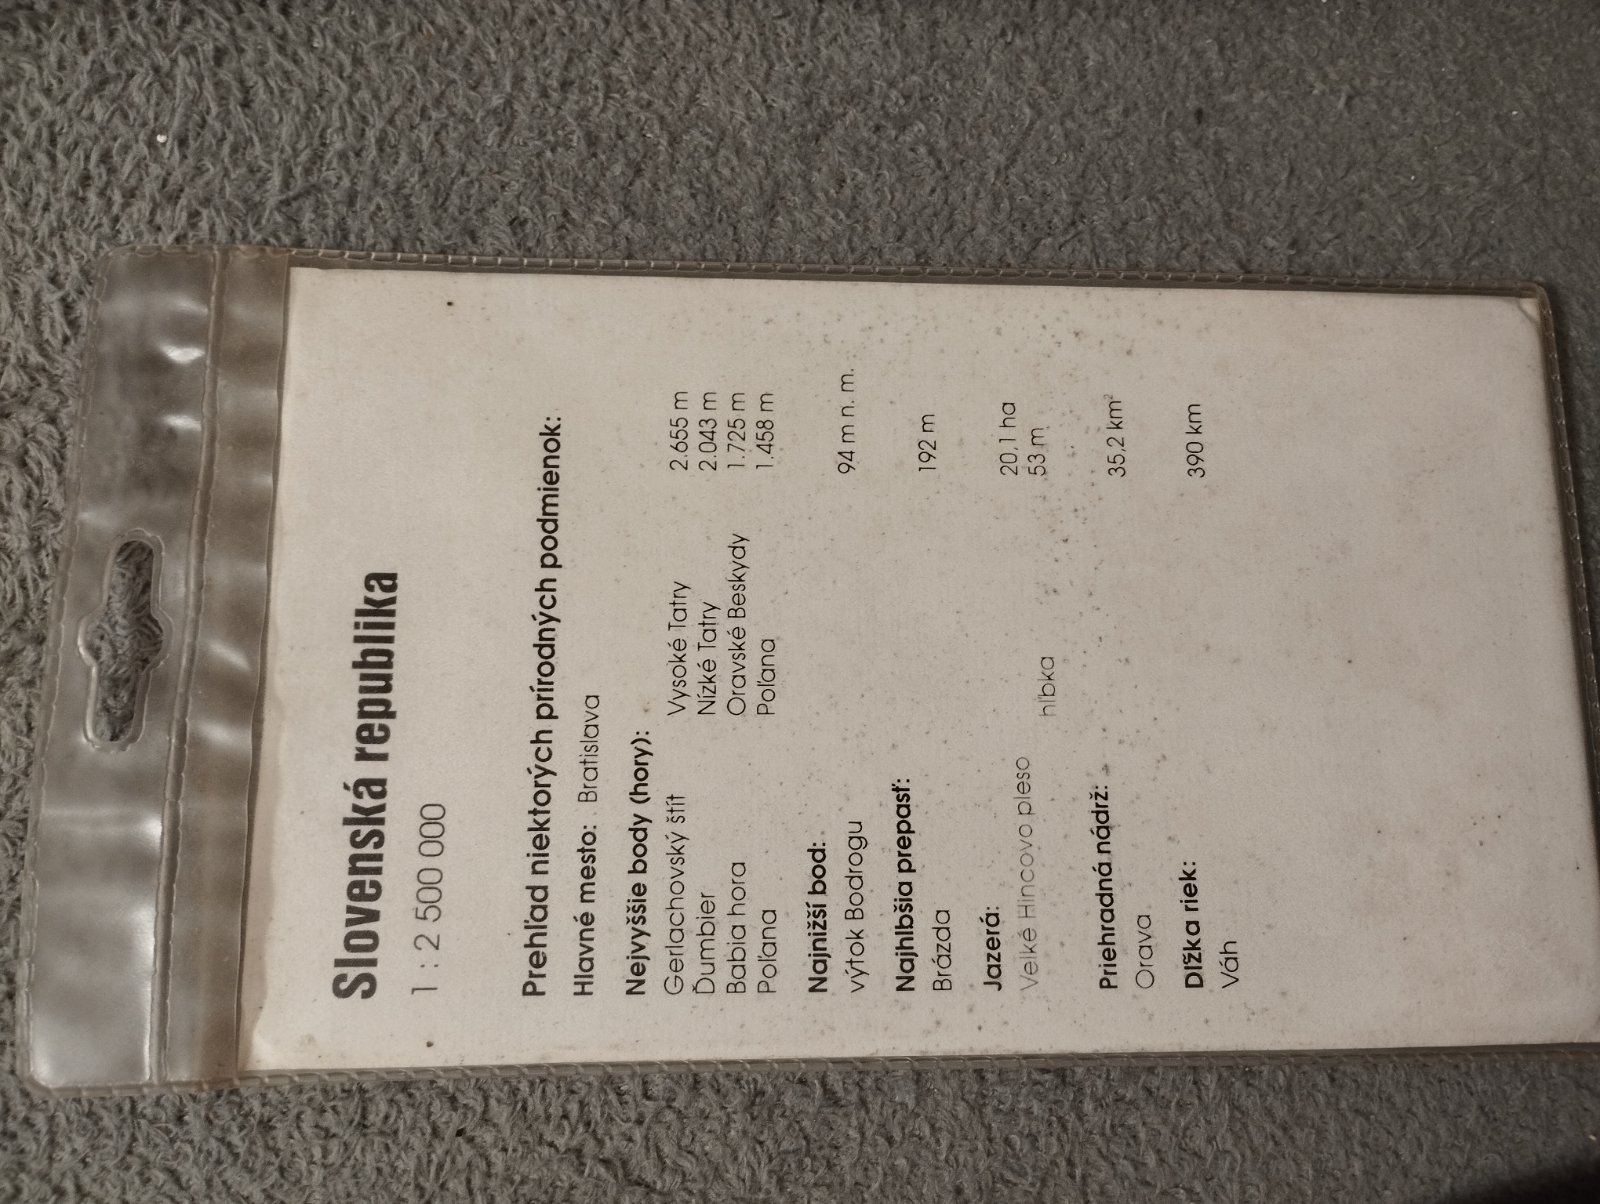 Slovenská republika
1 : 2 500 000
Prehľad niektorých prírodných podmienok:
Hlavné mesto: Bratislava
Nejvyššie body (hory):
Gerlachovský štít Vysoké Tatry 2.655 m
Ďumbier Nízké Tatry 2.043 m
Babia hora Oravské Beskydy 1.725 m
Poľana Poľana 1.458 m
Najnižší bod:
výtok Bodrogu 94 m n. m.
Najhlbšia prepasť:
Brázda 192 m
Jazerá:
Velké Hincovo pleso 20,1 ha
hľbka 53 m
Priehradná nádrž:
Orava 35,2 km²
Dĺžka riek:
Váh 390 km